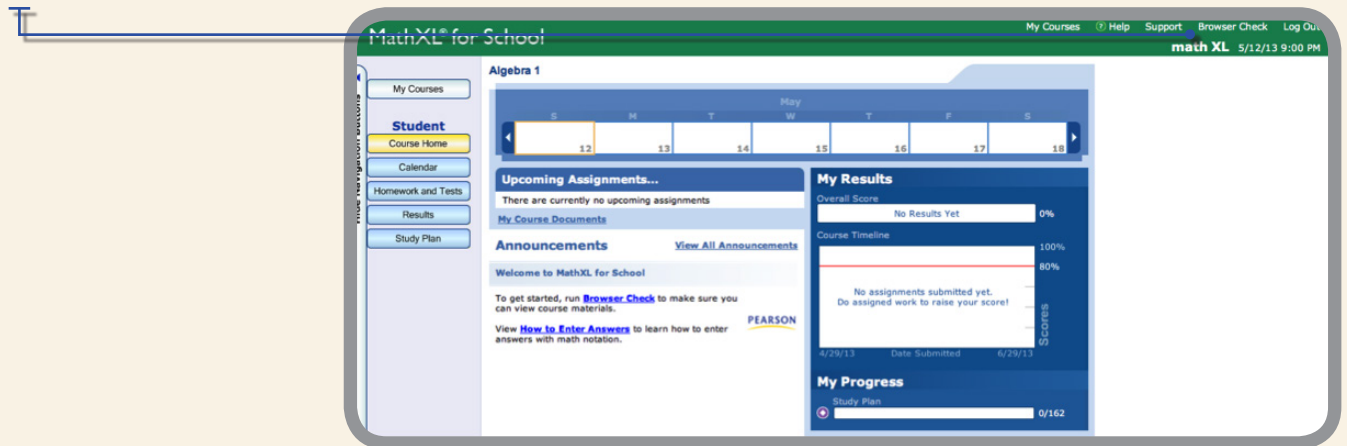 T
MathXL® for School
My Courses ? Help Support Browser Check Log Out
math XL 5/12/13 9:00 PM
Hide Navigation Buttons
My Courses
Student
Course Home
Calendar
Homework and Tests
Results
Study Plan
Algebra 1
May
S M T W T F S
12 13 14 15 16 17 18
Upcoming Assignments...
There are currently no upcoming assignments
My Course Documents
Announcements View All Announcements
Welcome to MathXL for School
To get started, run Browser Check to make sure you
can view course materials.
View How to Enter Answers to learn how to enter
answers with math notation.
PEARSON
My Results
Overall Score
No Results Yet 0%
Course Timeline
100%
80%
No assignments submitted yet.
Do assigned work to raise your score!
Scores
4/29/13 Date Submitted 6/29/13
My Progress
Study Plan
0/162